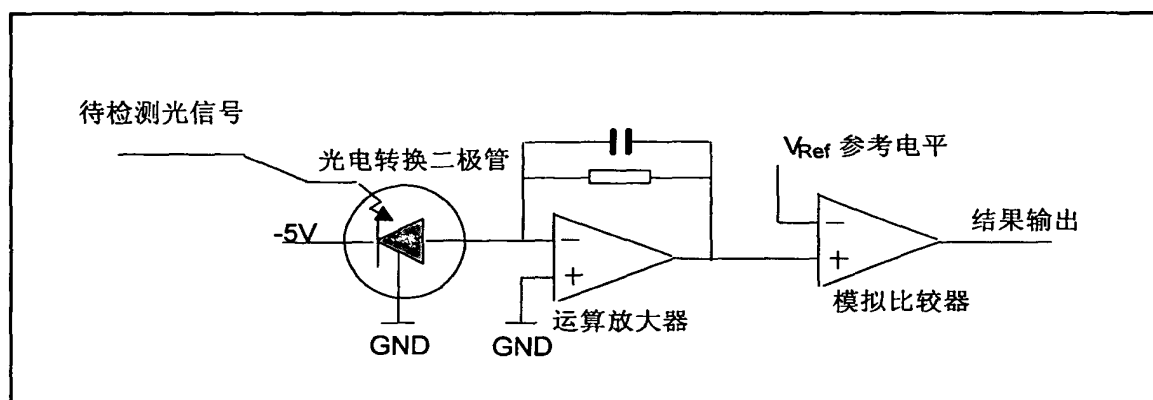 待检测光信号
光电转换二极管
VRef 参考电平
-5V
结果输出
GND
GND
运算放大器
模拟比较器